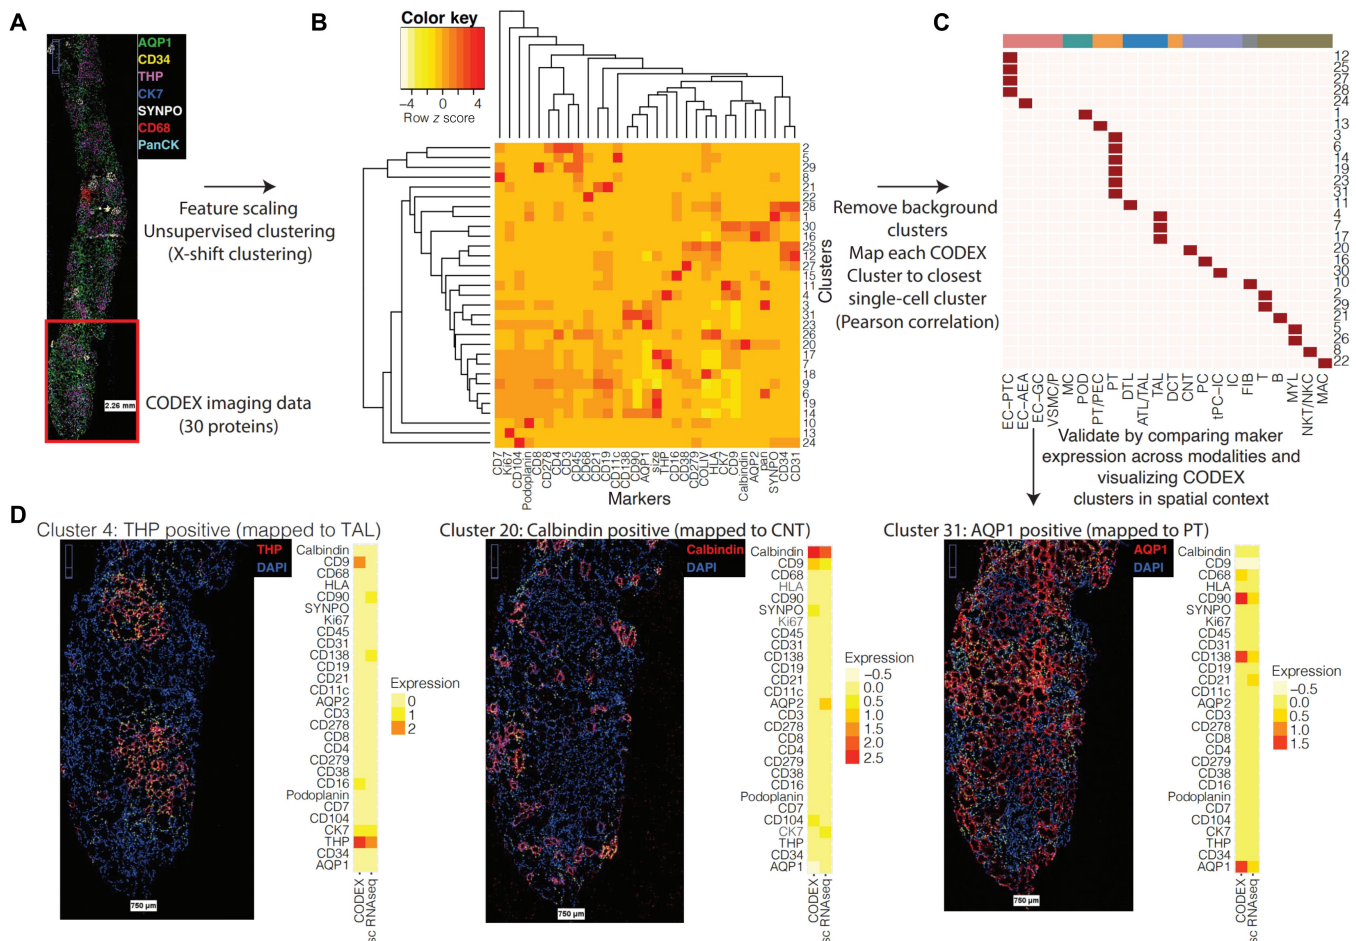 A
AQP1
CD34
THP
CK7
SYNPO
CD68
PanCK
2.26 mm
Feature scaling
Unsupervised clustering
(X-shift clustering)
CODEX imaging data
(30 proteins)
B
Color key
−4 −2 0 2 4
Row z score
2
5
29
8
21
22
28
1
30
16
25
12
27
15
11
4
3
31
23
26
20
17
7
18
9
6
19
14
10
13
24
Clusters
CD7
Ki67
CD104
Podoplanin
CD8
CD278
CD4
CD3
CD45
CD68
CD21
CD19
CD11c
CD138
CD90
AQP1
size
THP
CD16
CD38
CD279
COLIV
HLA
CK7
CD9
Calbindin
AQP2
pan
SYNPO
CD34
CD31
Markers
Remove background
clusters
Map each CODEX
Cluster to closest
single-cell cluster
(Pearson correlation)
C
12
25
27
28
24
1
13
3
6
14
19
23
31
11
4
7
17
20
16
30
10
2
29
21
5
26
8
22
EC−PTC
EC−AEA
EC−GC
VSMC/P
MC
POD
PT/PEC
PT
DTL
ATL/TAL
TAL
DCT
CNT
PC
tPC−IC
IC
FIB
T
B
MYL
NKT/NKC
MAC
Validate by comparing maker
expression across modalities and
visualizing CODEX
clusters in spatial context
D
Cluster 4: THP positive (mapped to TAL)
THP
DAPI
750 µm
Calbindin
CD9
CD68
HLA
CD90
SYNPO
Ki67
CD45
CD31
CD138
CD19
CD21
CD11c
AQP2
CD3
CD278
CD8
CD4
CD279
CD38
CD16
Podoplanin
CD7
CD104
CK7
THP
CD34
AQP1
CODEX
sc RNAseq
Expression
0
1
2
Cluster 20: Calbindin positive (mapped to CNT)
Calbindin
DAPI
750 µm
Calbindin
CD9
CD68
HLA
CD90
SYNPO
Ki67
CD45
CD31
CD138
CD19
CD21
CD11c
AQP2
CD3
CD278
CD8
CD4
CD279
CD38
CD16
Podoplanin
CD7
CD104
CK7
THP
CD34
AQP1
CODEX
sc RNAseq
Expression
−0.5
0.0
0.5
1.0
1.5
2.0
2.5
Cluster 31: AQP1 positive (mapped to PT)
AQP1
DAPI
750 µm
Calbindin
CD9
CD68
HLA
CD90
SYNPO
Ki67
CD45
CD31
CD138
CD19
CD21
CD11c
AQP2
CD3
CD278
CD8
CD4
CD279
CD38
CD16
Podoplanin
CD7
CD104
CK7
THP
CD34
AQP1
CODEX
sc RNAseq
Expression
−0.5
0.0
0.5
1.0
1.5